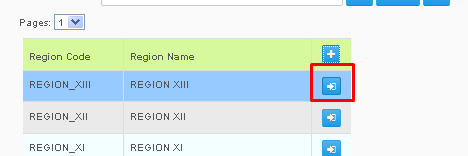 Pages: 1
Region Code Region Name
REGION_XIII REGION XIII
REGION_XII REGION XII
REGION_XI REGION XI